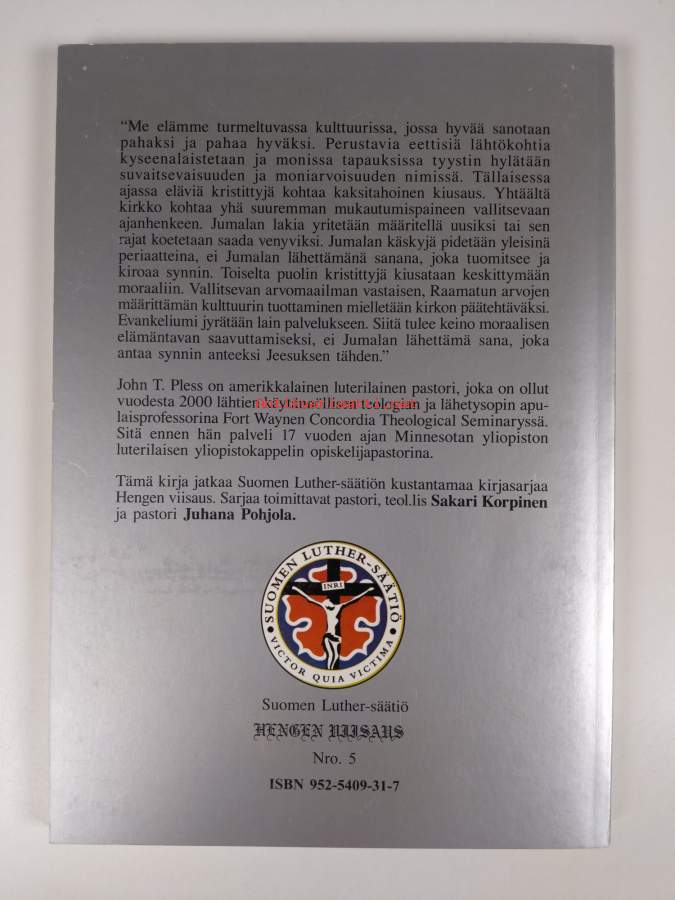 “Me elämme turmeltuvassa kulttuurissa, jossa hyvää sanotaan
pahaksi ja pahaa hyväksi. Perustavia eettisiä lähtökohtia
kyseenalaistetaan ja monissa tapauksissa tyystin hylätään
suvaitsevaisuuden ja moniarvoisuuden nimissä. Tällaisessa
ajassa eläviä kristittyjä kohtaa kaksitahoinen kiusaus. Yhtäältä
kirkko kohtaa yhä suuremman mukautumispaineen vallitsevaan
ajanhenkeen. Jumalan lakia yritetään määritellä uusiksi tai sen
rajat koetetaan saada venyviksi. Jumalan käskyjä pidetään yleisinä
periaatteina, ei Jumalan lähettämänä sanana, joka tuomitsee ja
kiroaa synnin. Toiselta puolin kristittyjä kiusataan keskittymään
moraaliin. Vallitsevan arvomaailman vastaisen, Raamatun arvojen
määrittämän kulttuurin tuottaminen mielletään kirkon päätehtäväksi.
Evankeliumi jyrätään lain palvelukseen. Siitä tulee keino moraalisen
elämäntavan saavuttamiseksi, ei Jumalan lähettämä sana, joka
antaa synnin anteeksi Jeesuksen tähden.”
John T. Pless on amerikkalainen luterilainen pastori, joka on ollut
vuodesta 2000 lähtien käytännöllisen teologian ja lähetysopin apu-
laisprofessorina Fort Waynen Concordia Theological Seminaryssä.
Sitä ennen hän palveli 17 vuoden ajan Minnesotan yliopiston
luterilaisen yliopistokappelin opiskelijapastorina.
Tämä kirja jatkaa Suomen Luther-säätiön kustantamaa kirjasarjaa
Hengen viisaus. Sarjaa toimittavat pastori, teol.lis Sakari Korpinen
ja pastori Juhana Pohjola.
SUOMEN LUTHER-SÄÄTIÖ
INRI
VICTOR QUIA VICTIMA
Suomen Luther-säätiö
HENGEN VIISAUS
Nro. 5
ISBN 952-5409-31-7